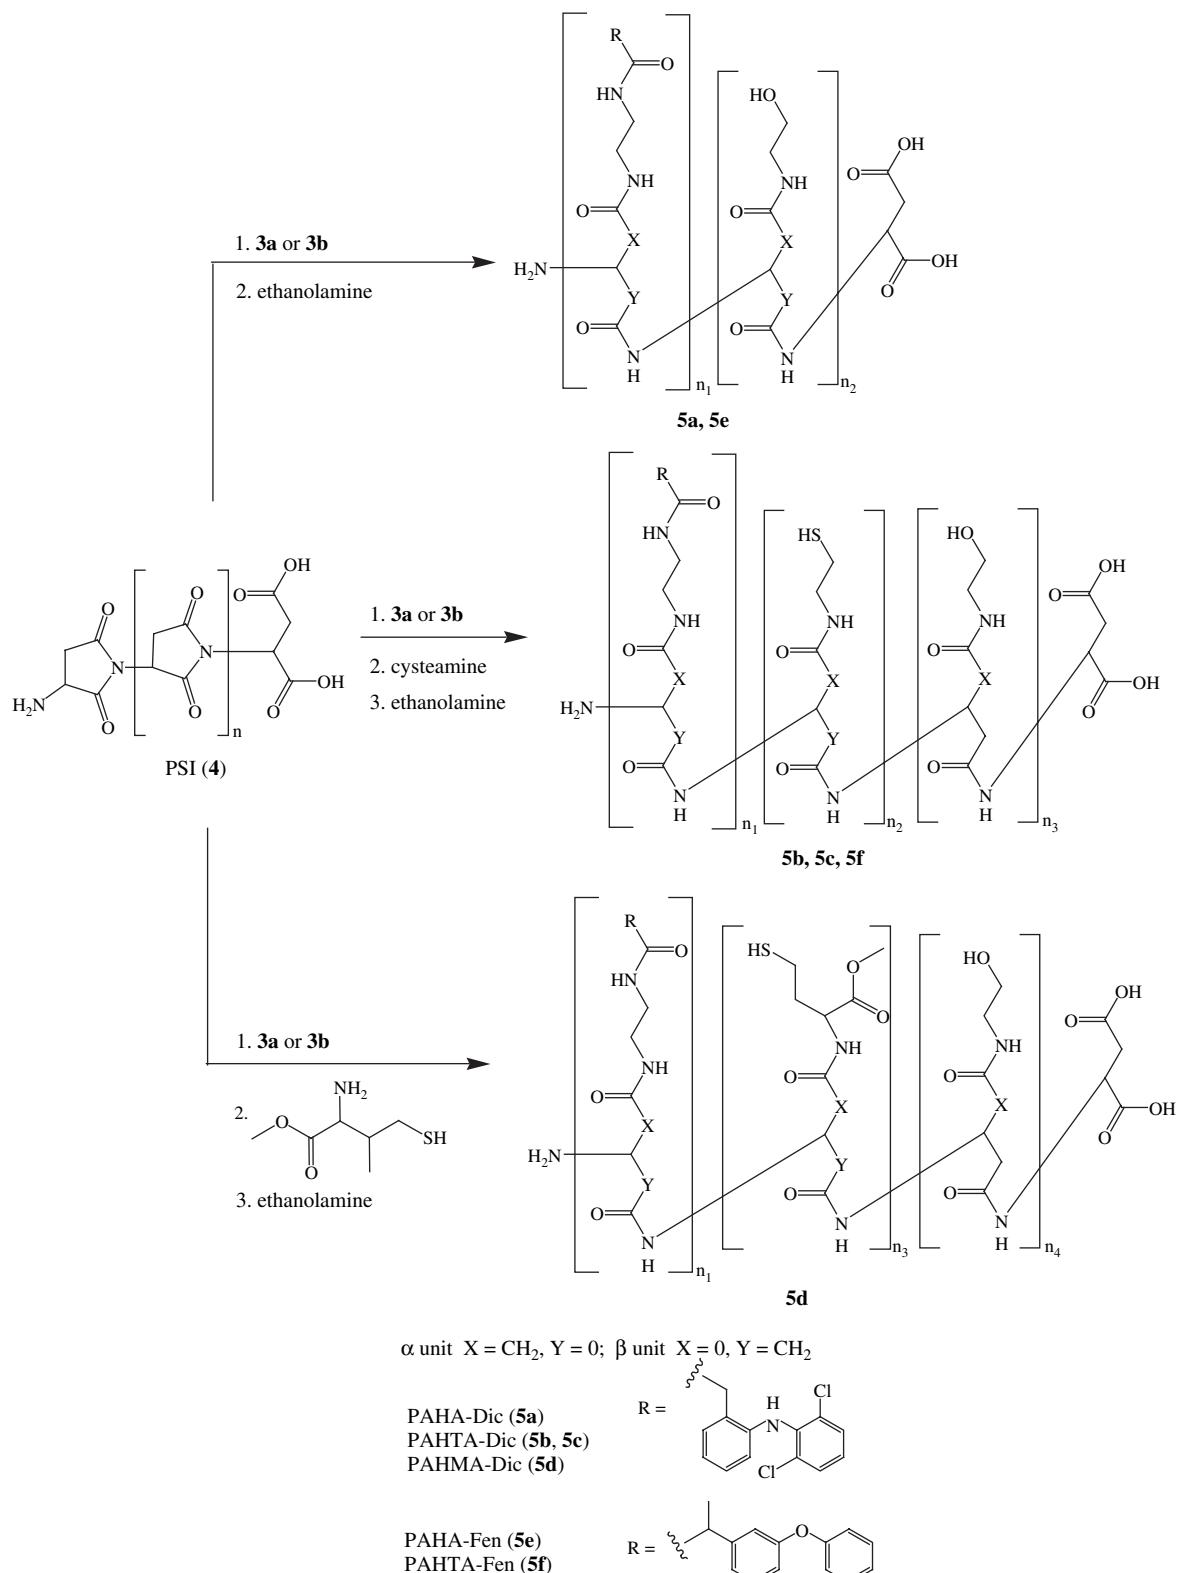 R
O
HN
NH
O
X
H₂N
Y
O
N
H
n₁
HO
NH
O
X
Y
O
N
H
n₂
OH
O
OH
O
1. 3a or 3b
2. ethanolamine
5a, 5e
R
O
HN
NH
O
X
H₂N
Y
O
N
H
n₁
HS
NH
O
X
Y
O
N
H
n₂
HO
NH
O
X
O
N
H
n₃
OH
O
OH
O
OH
O
O
O
N
N
O
O
OH
O
H₂N
n
PSI (4)
1. 3a or 3b
2. cysteamine
3. ethanolamine
5b, 5c, 5f
R
O
HN
NH
O
X
H₂N
Y
O
N
H
n₁
HS
O
O
NH
O
X
Y
O
N
H
n₃
HO
NH
O
X
O
N
H
n₄
OH
O
OH
O
1. 3a or 3b
2.
NH₂
O
O
SH
3. ethanolamine
5d
α unit X = CH₂, Y = 0; β unit X = 0, Y = CH₂
PAHA-Dic (5a)
PAHTA-Dic (5b, 5c)
PAHMA-Dic (5d)
R =
H
N
Cl
Cl
PAHA-Fen (5e)
PAHTA-Fen (5f)
R =
O